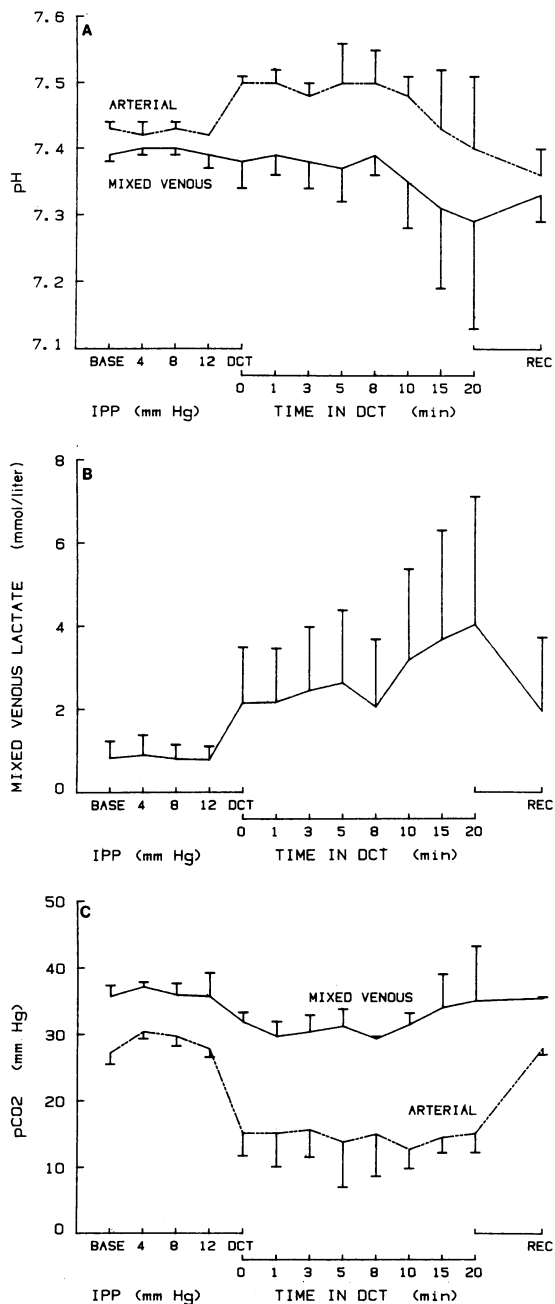 A
7.6
7.5
7.4
7.3
7.2
7.1
pH
ARTERIAL
MIXED VENOUS
BASE 4 8 12 DCT REC
0 1 3 5 8 10 15 20
IPP (mm Hg) TIME IN DCT (min)
B
8
6
4
2
0
MIXED VENOUS LACTATE (mmol/liter)
BASE 4 8 12 DCT REC
0 1 3 5 8 10 15 20
IPP (mm Hg) TIME IN DCT (min)
C
50
40
30
20
10
0
pCO2 (mm Hg)
MIXED VENOUS
ARTERIAL
BASE 4 8 12 DCT REC
0 1 3 5 8 10 15 20
IPP (mm Hg) TIME IN DCT (min)